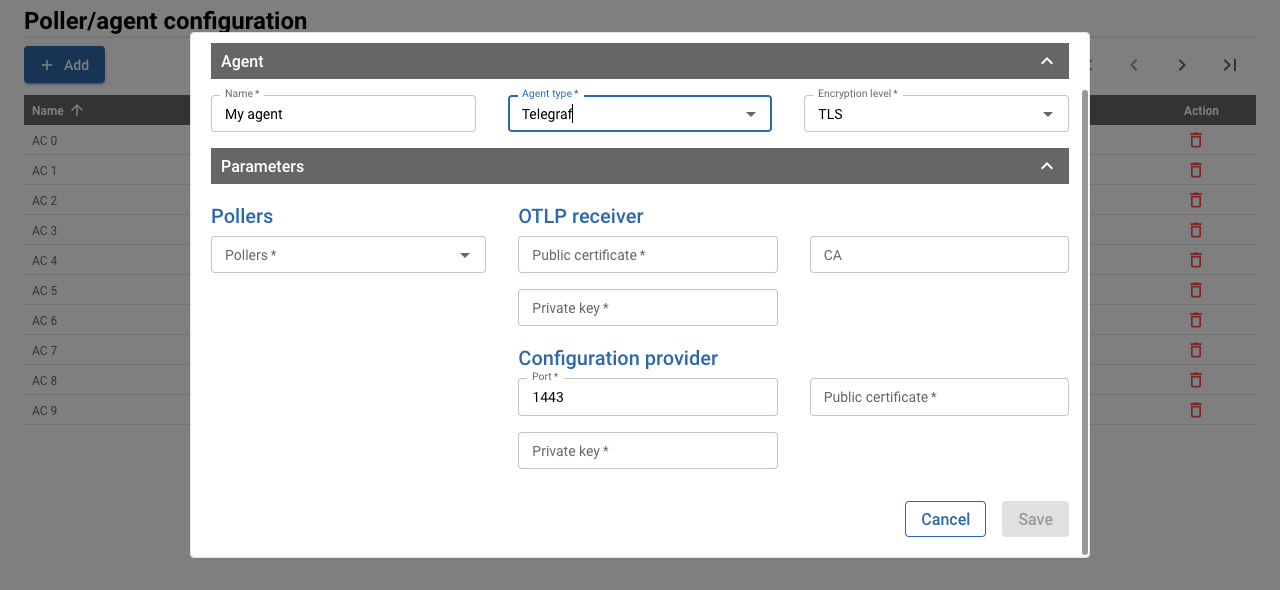 Poller/agent configuration
Add
Agent
Name *
My agent
Agent type *
Telegraf
Encryption level *
TLS
Parameters
Pollers
Pollers *
OTLP receiver
Public certificate *
CA
Private key *
Configuration provider
Port *
1443
Public certificate *
Private key *
Cancel
Save
Name
Action
AC 0
AC 1
AC 2
AC 3
AC 4
AC 5
AC 6
AC 7
AC 8
AC 9